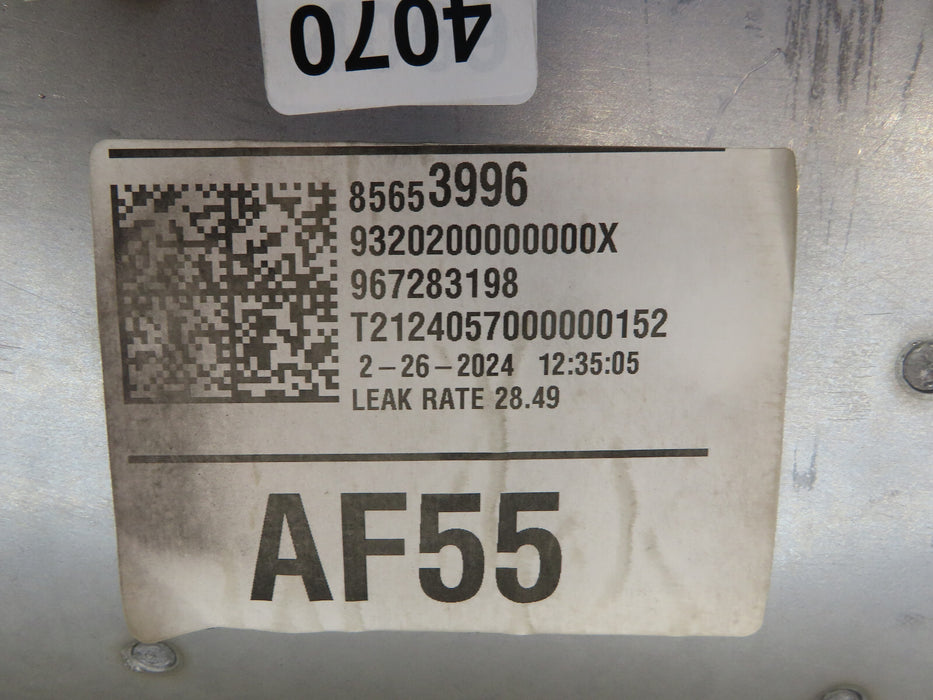 4070
85653996
9320200000000X
967283198
T2124057000000152
2-26-2024 12:35:05
LEAK RATE 28.49
AF55